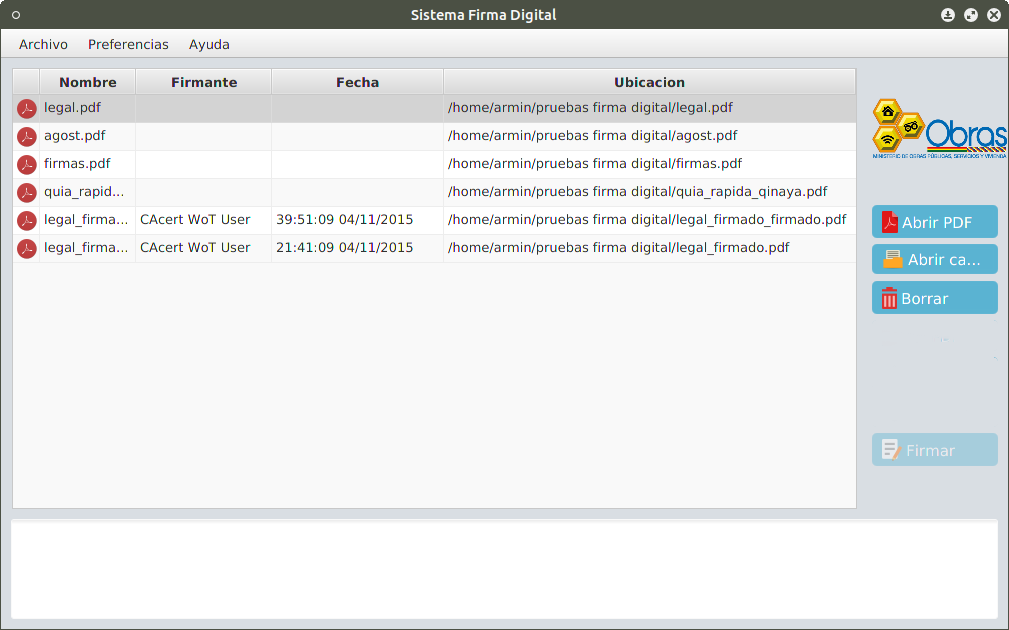 Sistema Firma Digital
Archivo Preferencias Ayuda
Nombre Firmante Fecha Ubicacion
legal.pdf /home/armin/pruebas firma digital/legal.pdf
agost.pdf /home/armin/pruebas firma digital/agost.pdf
firmas.pdf /home/armin/pruebas firma digital/firmas.pdf
quia_rapid... /home/armin/pruebas firma digital/quia_rapida_qinaya.pdf
legal_firma... CAcert WoT User 39:51:09 04/11/2015 /home/armin/pruebas firma digital/legal_firmado_firmado.pdf
legal_firma... CAcert WoT User 21:41:09 04/11/2015 /home/armin/pruebas firma digital/legal_firmado.pdf
Obras
MINISTERIO DE OBRAS PÚBLICAS, SERVICIOS Y VIVIENDA
Abrir PDF
Abrir ca...
Borrar
Firmar